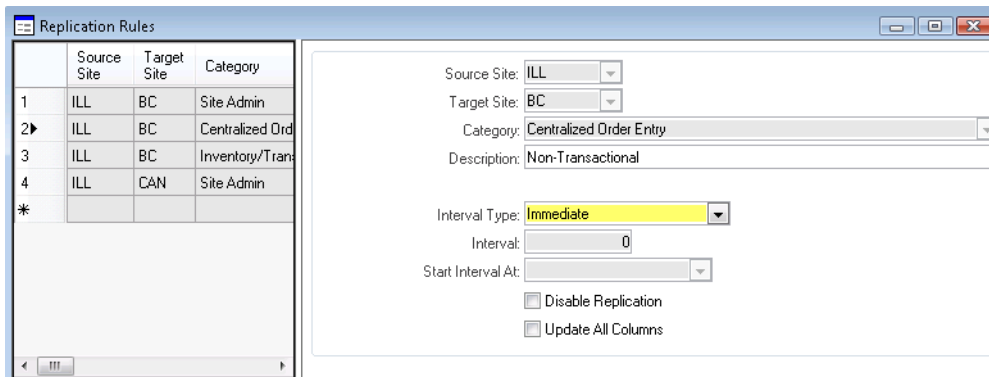 Replication Rules
Source Site Target Site Category
1 ILL BC Site Admin
2 ILL BC Centralized Ord
3 ILL BC Inventory/Trans
4 ILL CAN Site Admin
*
Source Site: ILL
Target Site: BC
Category: Centralized Order Entry
Description: Non-Transactional
Interval Type: Immediate
Interval: 0
Start Interval At:
Disable Replication
Update All Columns